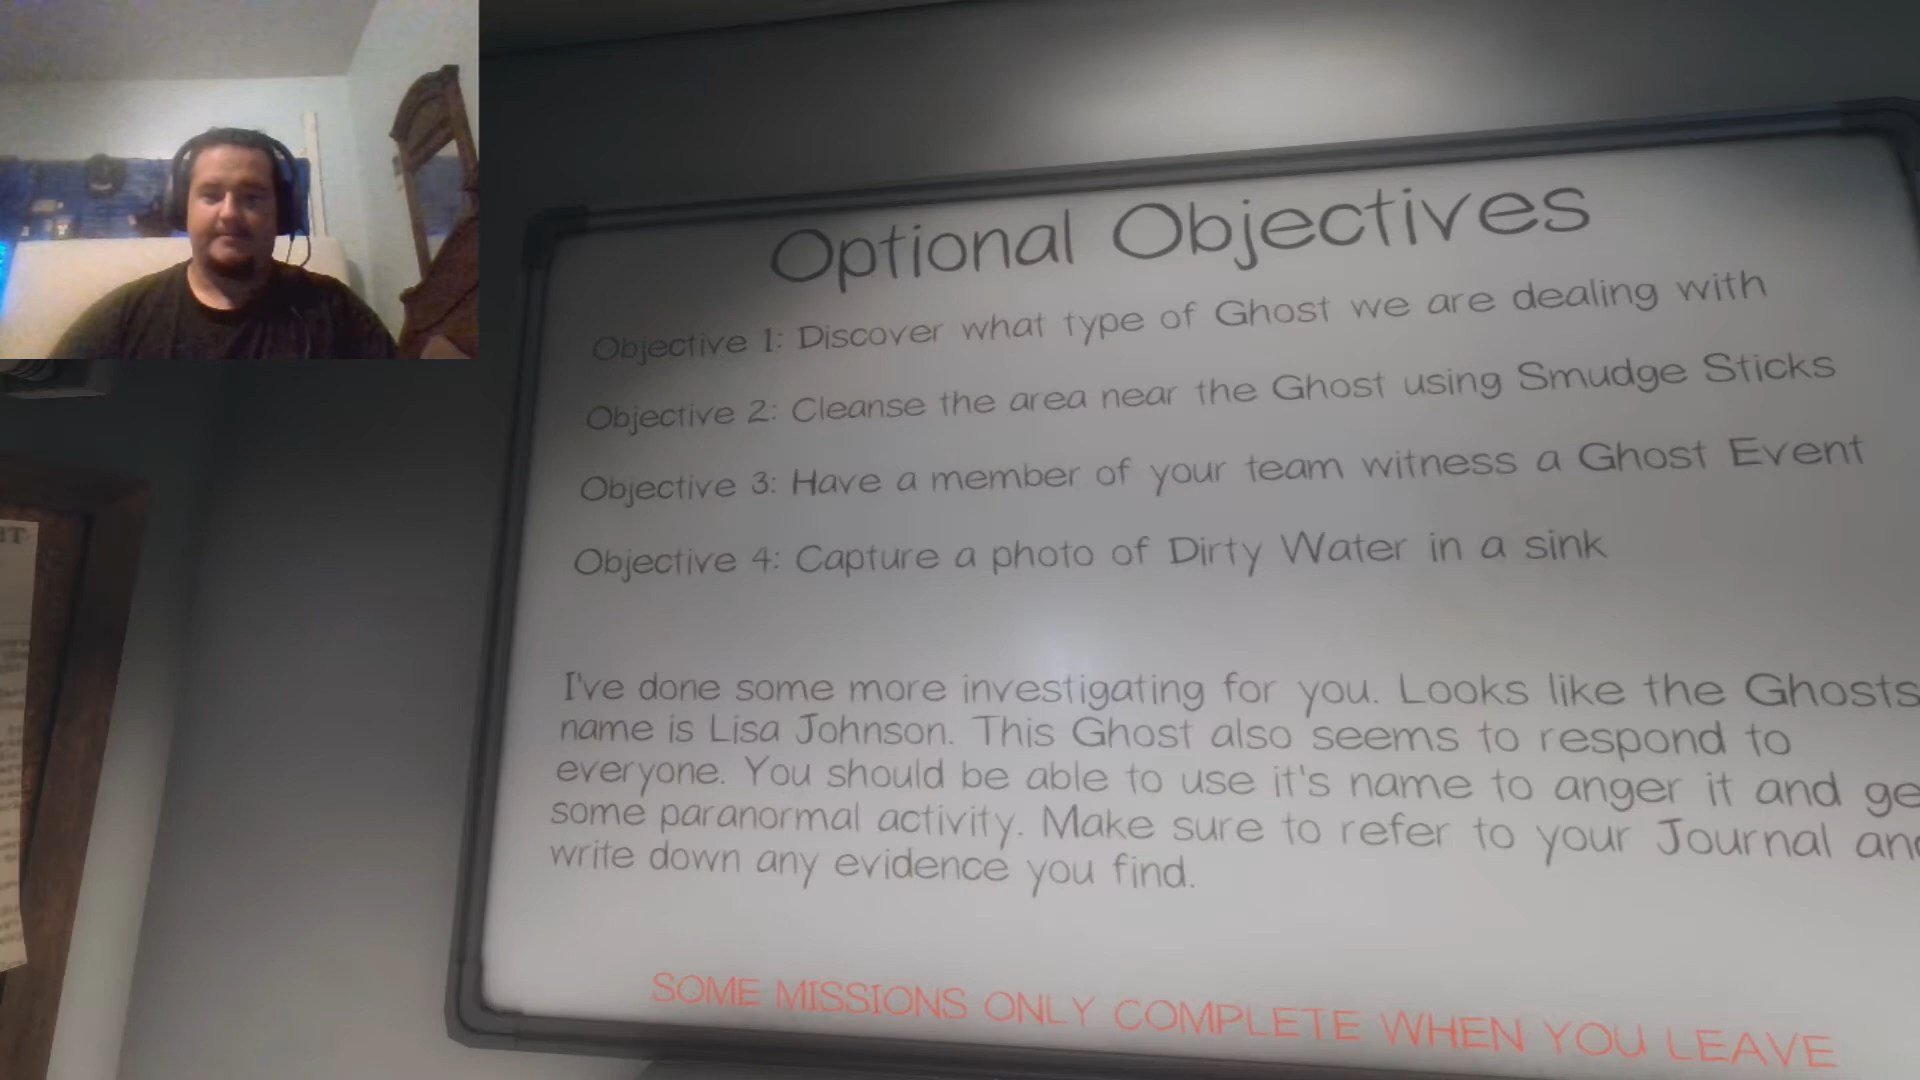 Optional Objectives
Objective 1: Discover what type of Ghost we are dealing with
Objective 2: Cleanse the area near the Ghost using Smudge Sticks
Objective 3: Have a member of your team witness a Ghost Event
Objective 4: Capture a photo of Dirty Water in a sink
I've done some more investigating for you. Looks like the Ghosts
name is Lisa Johnson. This Ghost also seems to respond to
everyone. You should be able to use it's name to anger it and ge
some paranormal activity. Make sure to refer to your Journal an
write down any evidence you find.
SOME MISSIONS ONLY COMPLETE WHEN YOU LEAVE